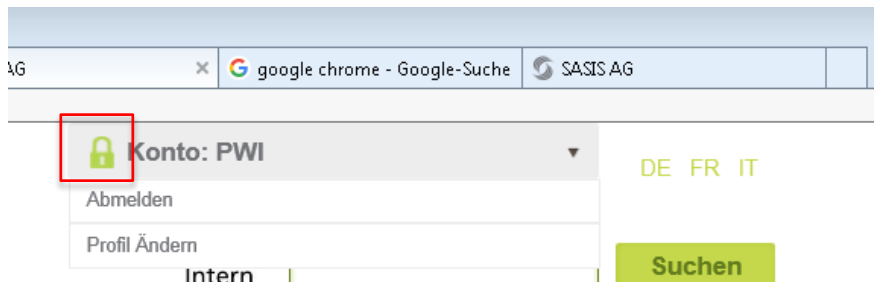 AG
google chrome - Google-Suche
SASIS AG
Konto: PWI
DE FR IT
Abmelden
Profil Ändern
Intern
Suchen